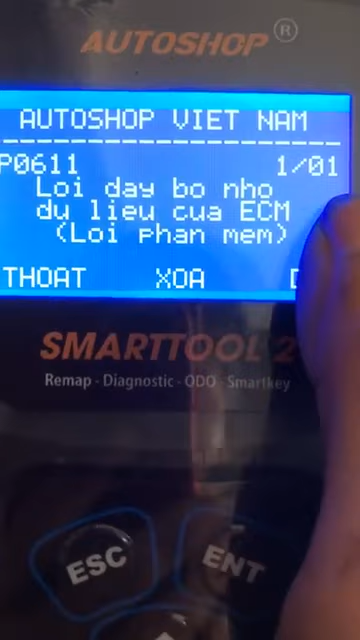 AUTOSHOP®
AUTOSHOP VIET NAM
P0611 1/01
Loi day bo nho
du lieu cua ECM
(Loi phan mem)
THOAT XOA
SMARTTOOL 2
Remap - Diagnostic - ODO - Smartkey
ESC ENT